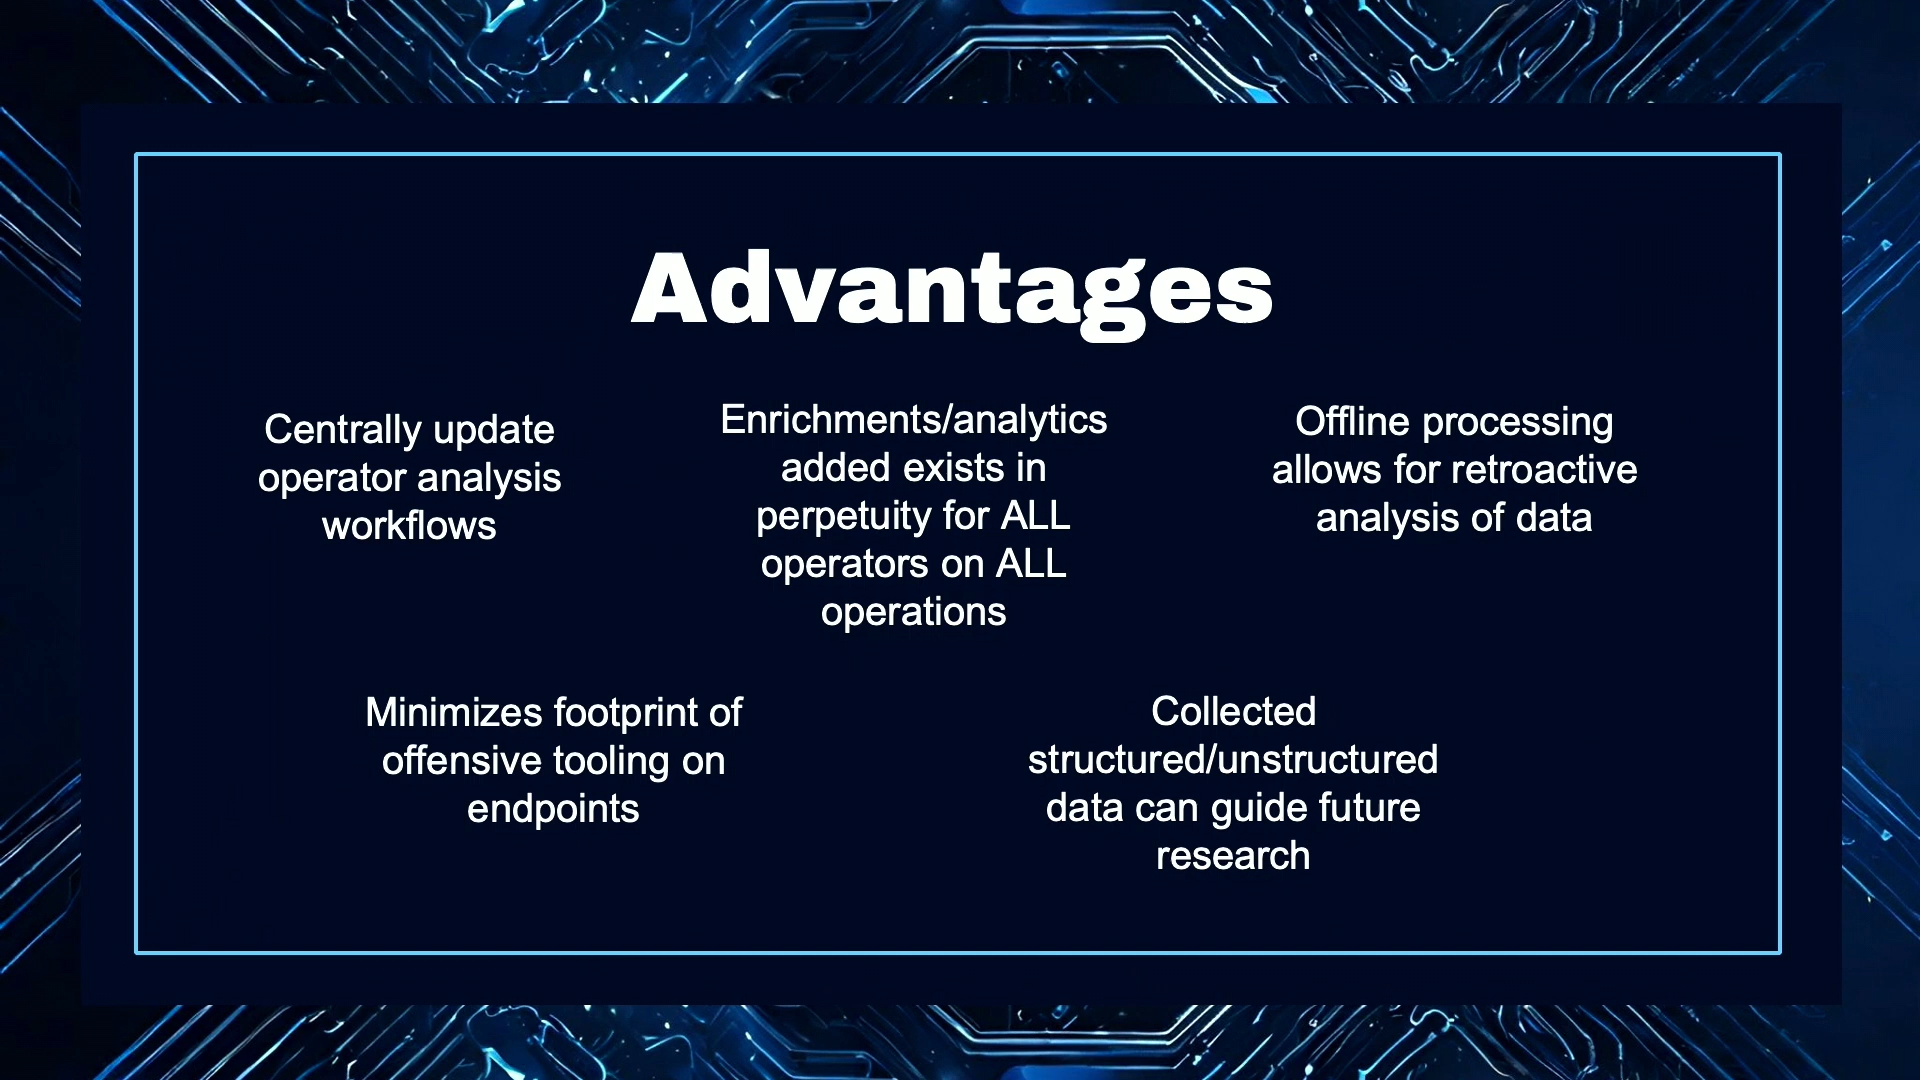 Advantages
Centrally update
operator analysis
workflows
Enrichments/analytics
added exists in
perpetuity for ALL
operators on ALL
operations
Offline processing
allows for retroactive
analysis of data
Minimizes footprint of
offensive tooling on
endpoints
Collected
structured/unstructured
data can guide future
research